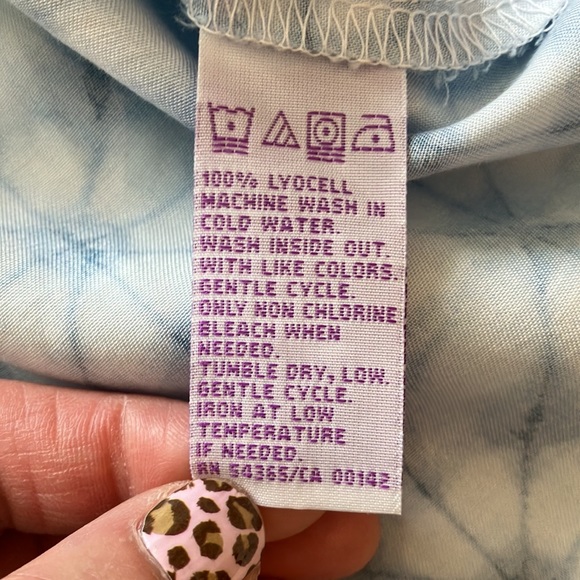 100% LYOCELL
MACHINE WASH IN
COLD WATER.
WASH INSIDE OUT.
WITH LIKE COLORS.
GENTLE CYCLE.
ONLY NON CHLORINE
BLEACH WHEN
NEEDED.
TUMBLE DRY, LOW.
GENTLE CYCLE.
IRON AT LOW
TEMPERATURE
IF NEEDED.
RN 54365/CA 00142